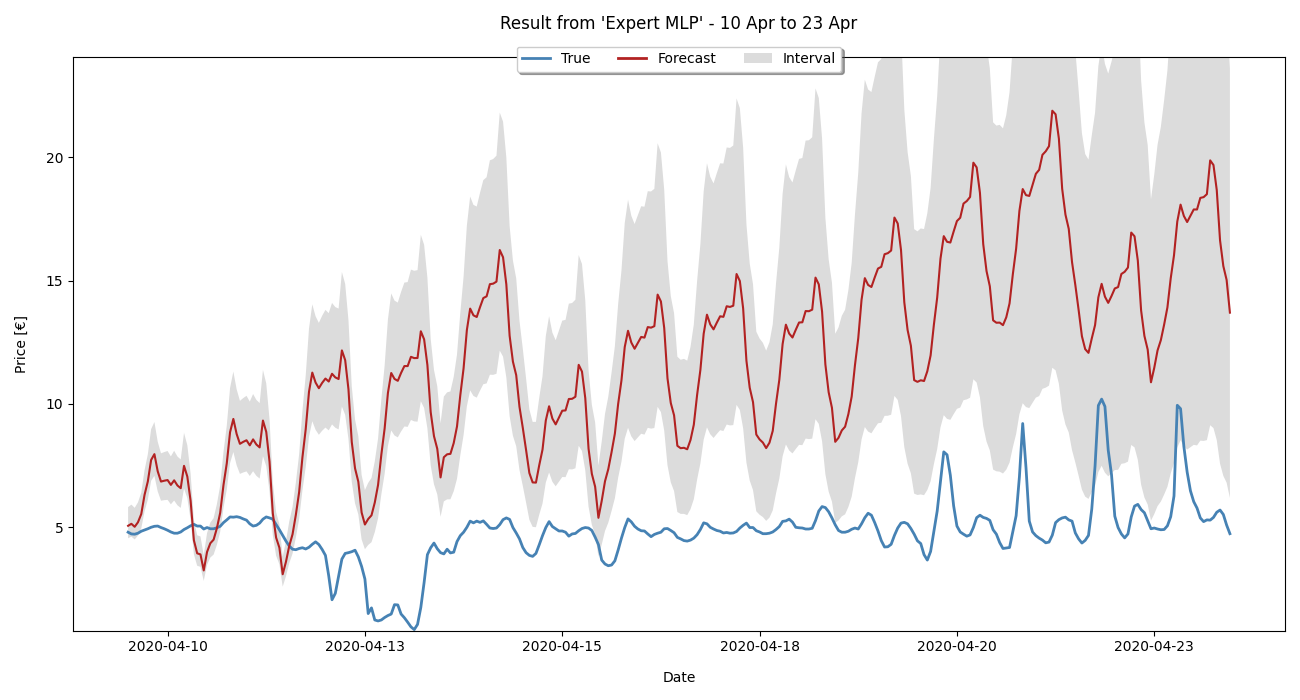 Result from 'Expert MLP' - 10 Apr to 23 Apr
True Forecast Interval
Price [€]
20
15
10
5
2020-04-10 2020-04-13 2020-04-15 2020-04-18 2020-04-20 2020-04-23
Date